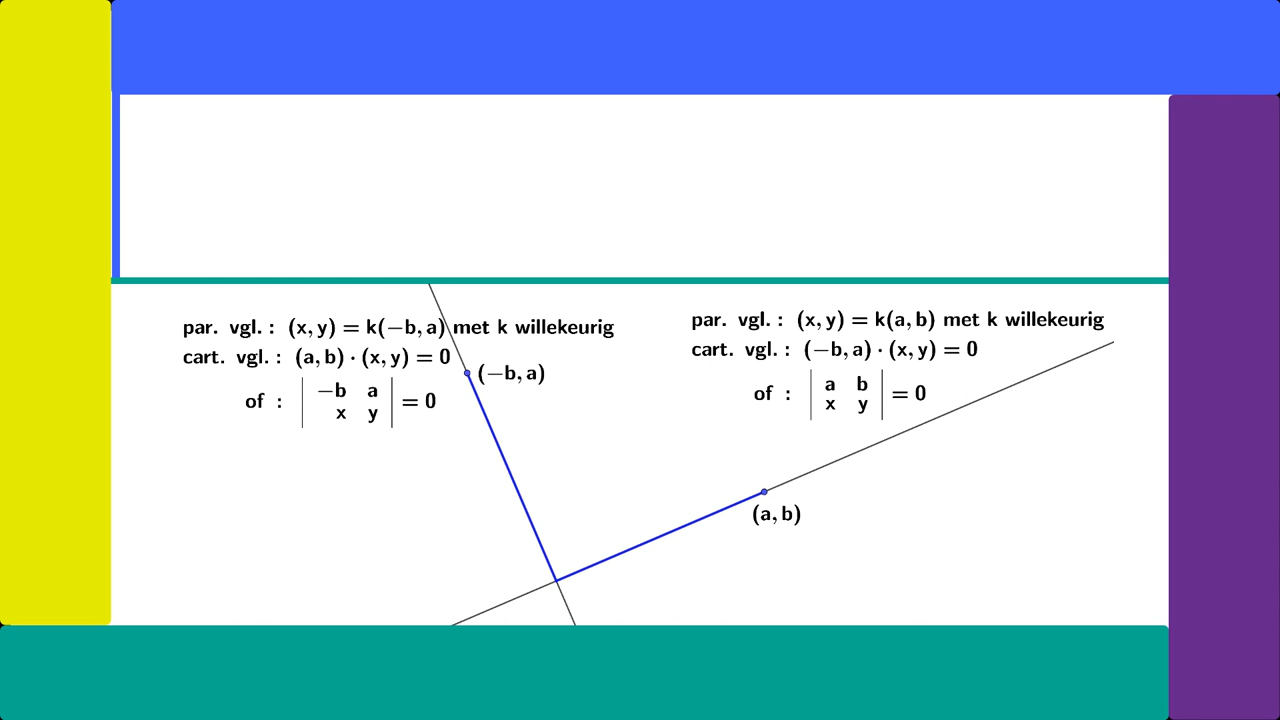 par. vgl. : (x, y) = k(−b, a) met k willekeurig
cart. vgl. : (a, b) · (x, y) = 0
of : | −b a | = 0
| x y |
(−b, a)
par. vgl. : (x, y) = k(a, b) met k willekeurig
cart. vgl. : (−b, a) · (x, y) = 0
of : | a b | = 0
| x y |
(a, b)